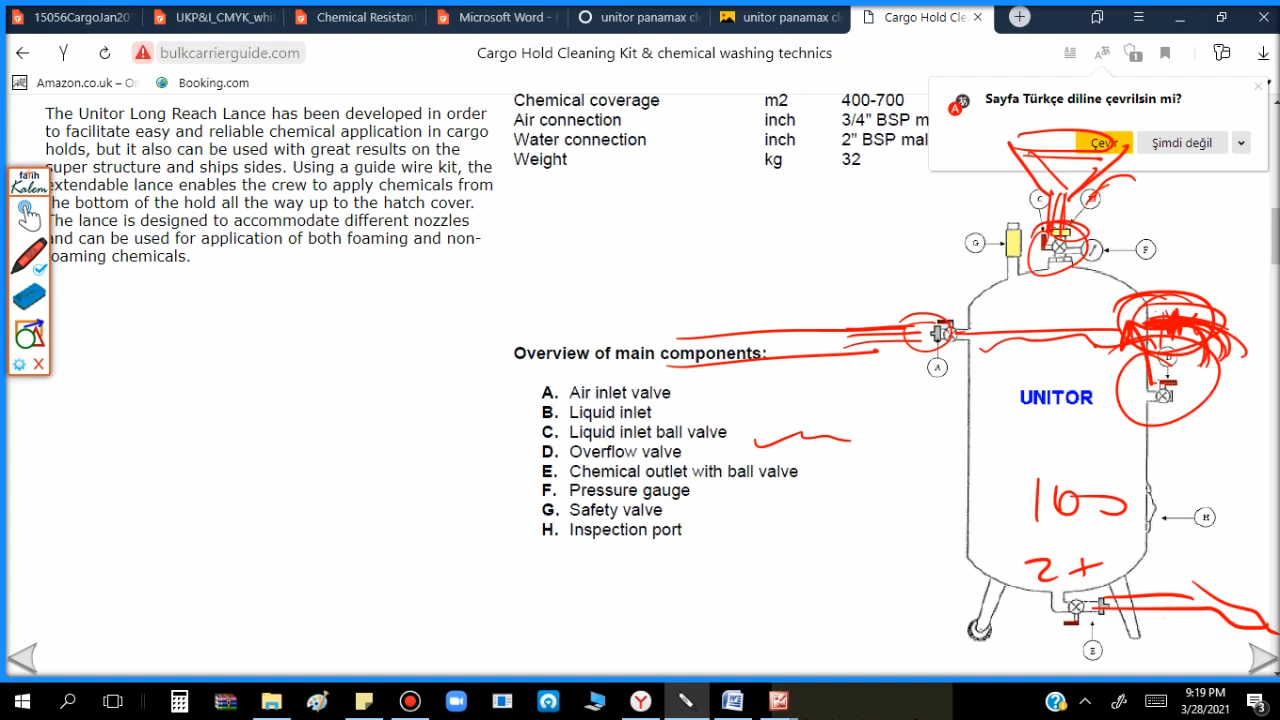 15056CargoJan20
UKP&I_CMYK_whi
Chemical Resistan
Microsoft Word -
unitor panamax cl
unitor panamax cl
Cargo Hold Cle
bulkcarrierguide.com
Cargo Hold Cleaning Kit & chemical washing technics
1
Amazon.co.uk – O
Booking.com
Sayfa Türkçe diline çevrilsin mi?
Çevir
Şimdi değil
The Unitor Long Reach Lance has been developed in order
to facilitate easy and reliable chemical application in cargo
holds, but it also can be used with great result on the
super structure and ships sides. Using a guide wire kit, the
extendable lance enables the crew to apply chemicals from
the bottom of the hold all the way up to the hatch cover.
The lance is designed to accommodate different nozzles
and can be used for application of both foaming and non-
foaming chemicals.
Chemical coverage m2 400-700
Air connection inch 3/4" BSP m
Water connection inch 2" BSP mal
Weight kg 32
fatih
Kalem
Overview of main components:
A. Air inlet valve
B. Liquid inlet
C. Liquid inlet ball valve
D. Overflow valve
E. Chemical outlet with ball valve
F. Pressure gauge
G. Safety valve
H. Inspection port
C
G
F
A
D
UNITOR
H
E
2+
9:19 PM
3/28/2021
3